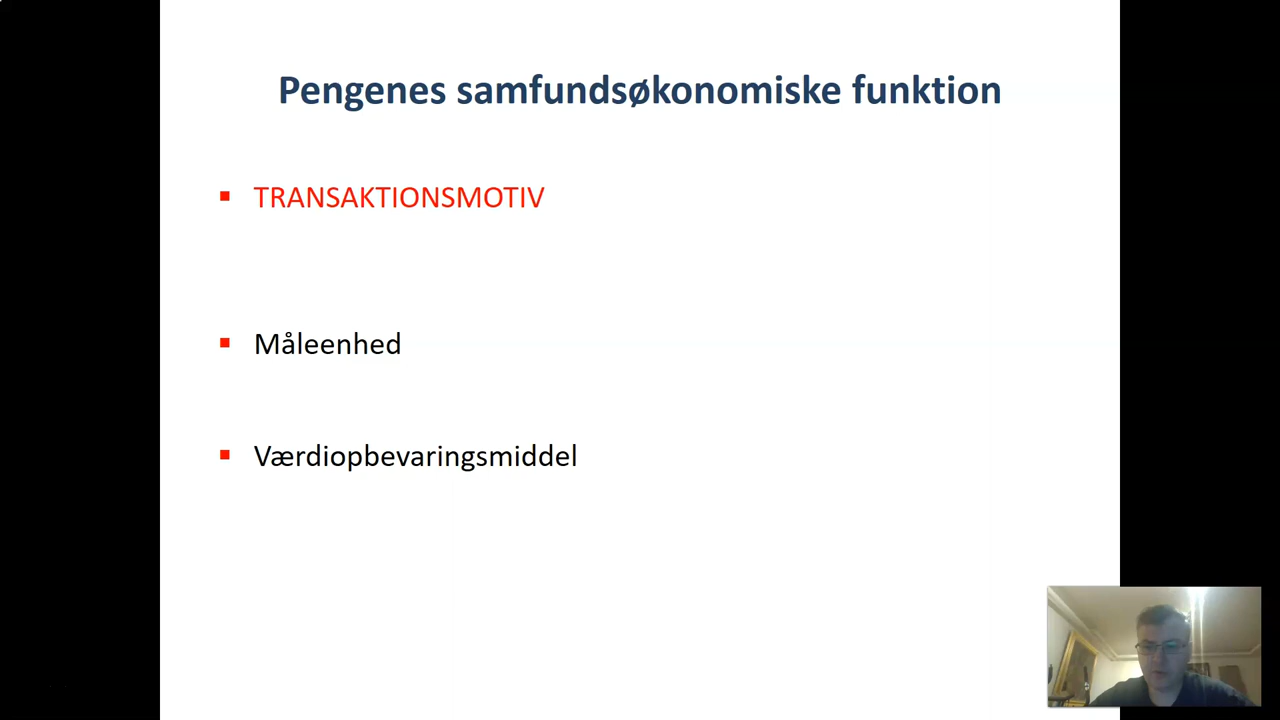 Pengenes samfundsøkonomiske funktion
TRANSAKTIONSMOTIV
Måleenhed
Værdiopbevaringsmiddel